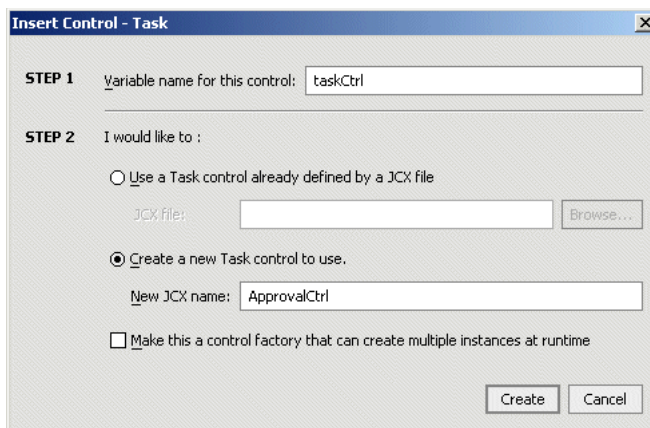 Insert Control - Task
STEP 1 Variable name for this control: taskCtrl
STEP 2 I would like to :
Use a Task control already defined by a JCX file
JCX file: Browse...
Create a new Task control to use.
New JCX name: ApprovalCtrl
Make this a control factory that can create multiple instances at runtime
Create Cancel